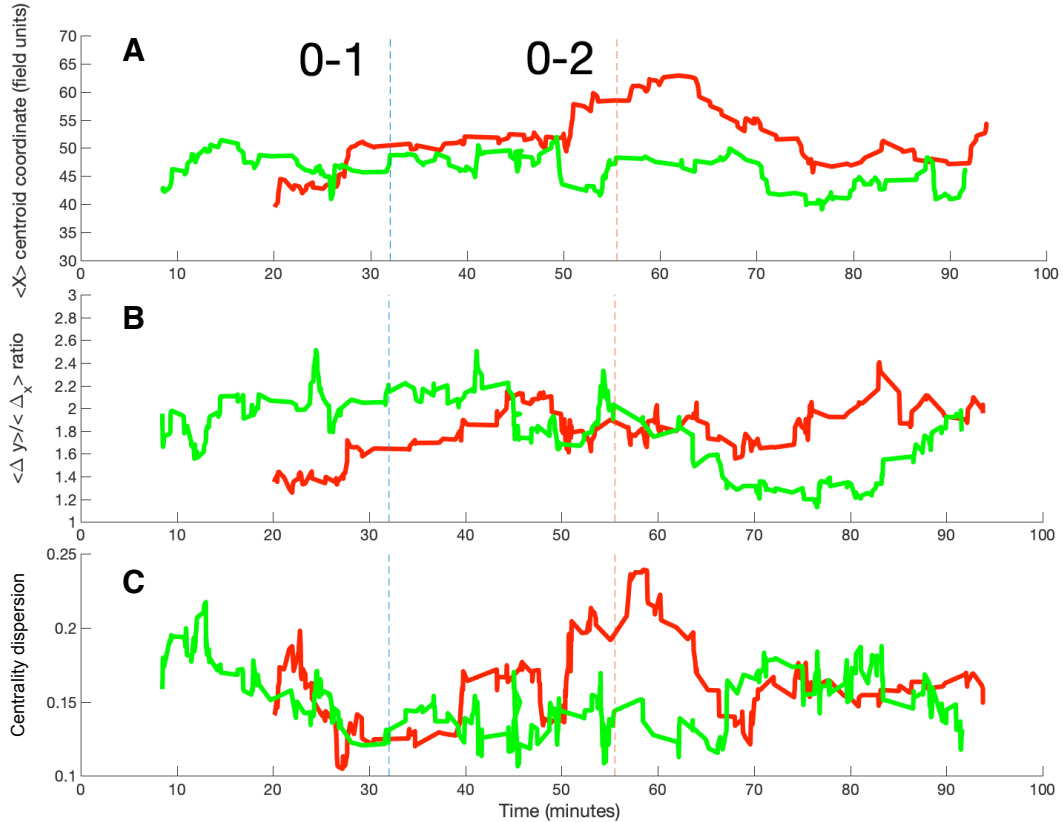 A
0-1
0-2
<X> centroid coordinate (field units)
70
65
60
55
50
45
40
35
30
0 10 20 30 40 50 60 70 80 90 100
B
<Δ y>/< Δx> ratio
3
2.8
2.6
2.4
2.2
2
1.8
1.6
1.4
1.2
1
0 10 20 30 40 50 60 70 80 90 100
C
Centrality dispersion
0.25
0.2
0.15
0.1
0 10 20 30 40 50 60 70 80 90 100
Time (minutes)